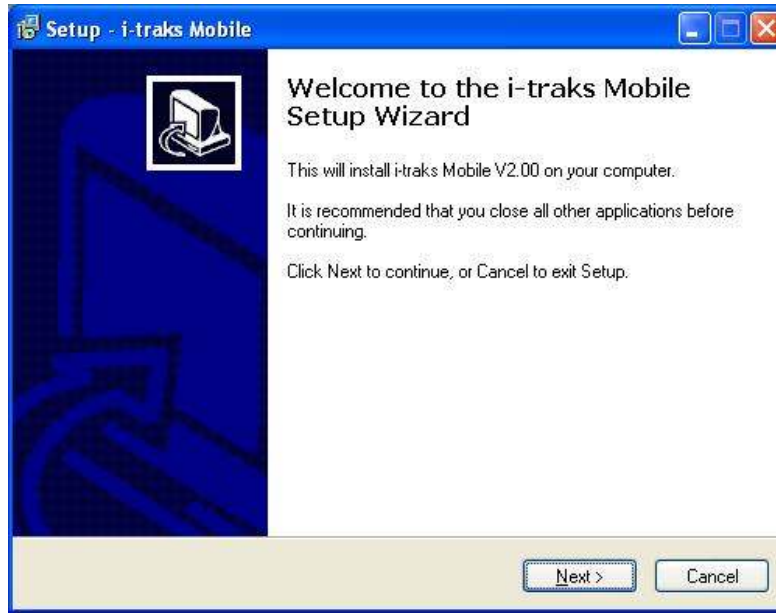 Setup - i-traks Mobile
Welcome to the i-traks Mobile
Setup Wizard
This will install i-traks Mobile V2.00 on your computer.
It is recommended that you close all other applications before
continuing.
Click Next to continue, or Cancel to exit Setup.
Next >
Cancel